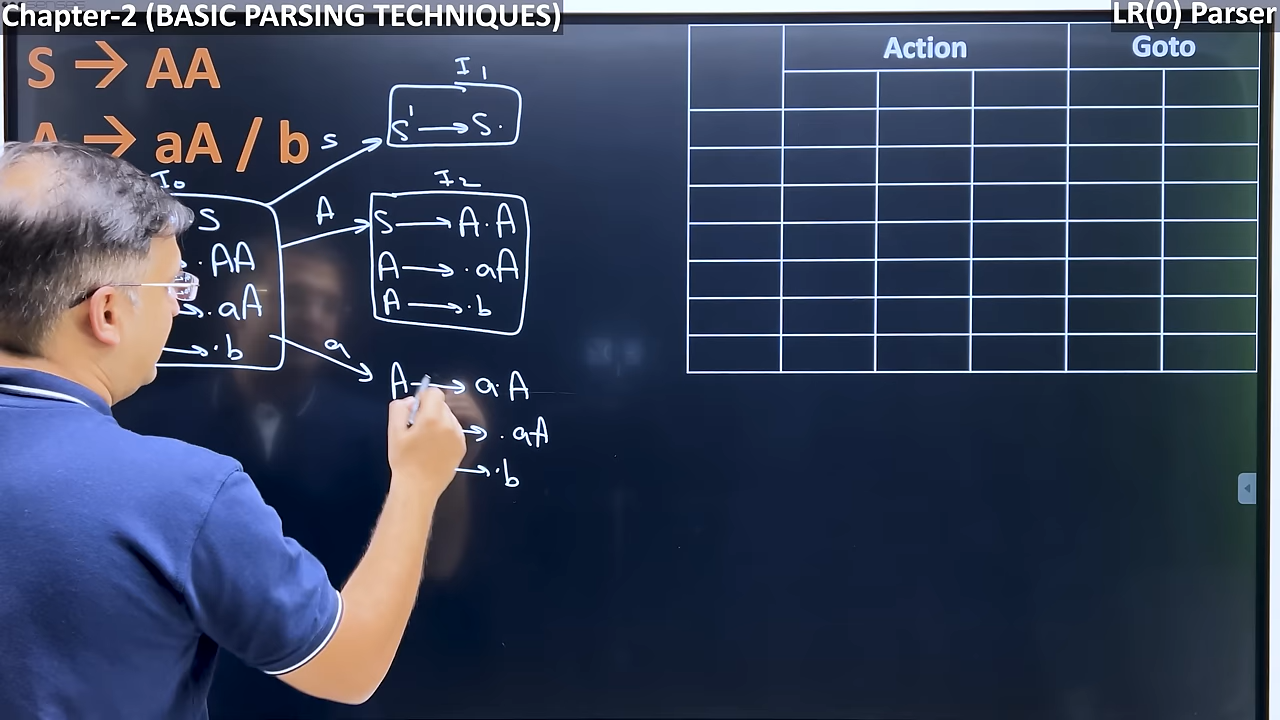 Chapter-2 (BASIC PARSING TECHNIQUES)
LR(0) Parser
S → AA
A → aA / b
Action
Goto
I₁
S' → S.
S
I₀
S
.AA
→ .aA
→ .b
A
I₂
S → A.A
A → .aA
A → .b
a
A → a.A
→ .aA
→ .b